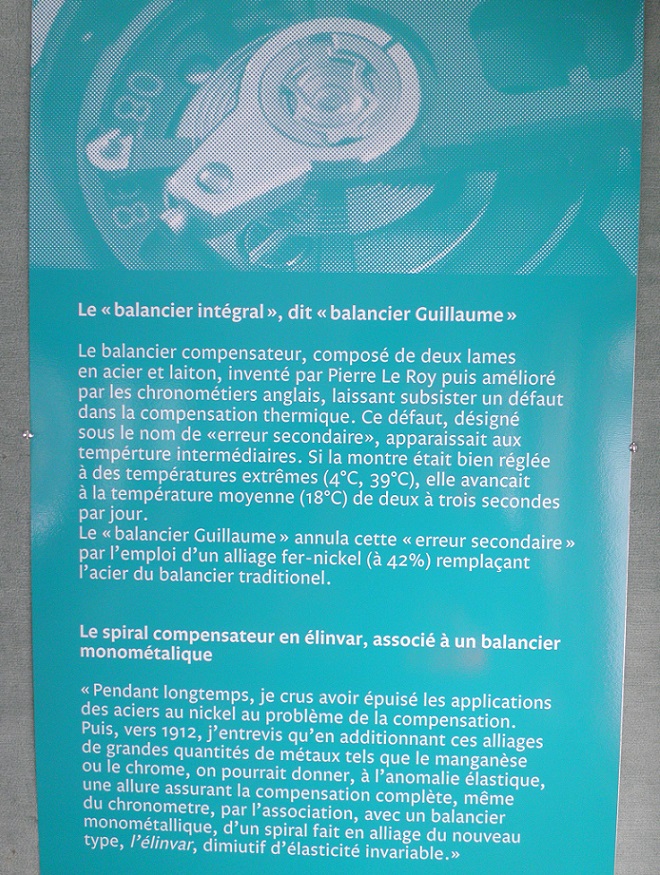 80
38
Le « balancier intégral », dit « balancier Guillaume »
Le balancier compensateur, composé de deux lames
en acier et laiton, inventé par Pierre Le Roy puis amélioré
par les chronométiers anglais, laissant subsister un défaut
dans la compensation thermique. Ce défaut, désigné
sous le nom de «erreur secondaire», apparaissait aux
tempérture intermédiaires. Si la montre était bien réglée
à des températures extrêmes (4°C, 39°C), elle avancait
à la température moyenne (18°C) de deux à trois secondes
par jour.
Le « balancier Guillaume » annula cette « erreur secondaire »
par l'emploi d'un alliage fer-nickel (à 42%) remplaçant
l'acier du balancier traditionel.
Le spiral compensateur en élinvar, associé à un balancier
monométalique
« Pendant longtemps, je crus avoir épuisé les applications
des aciers au nickel au problème de la compensation.
Puis, vers 1912, j'entrevis qu'en additionnant ces alliages
de grandes quantités de métaux tels que le manganèse
ou le chrome, on pourrait donner, à l'anomalie élastique,
une allure assurant la compensation complète, même
du chronometre, par l'association, avec un balancier
monométallique, d'un spiral fait en alliage du nouveau
type, l'élinvar, dimiutif d'élasticité invariable.»